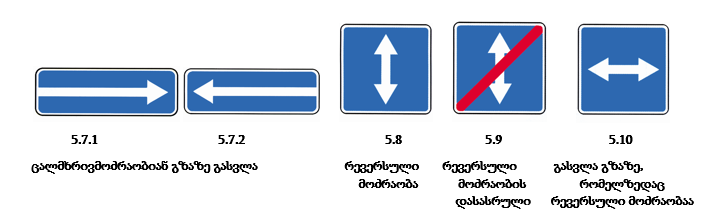 5.7.1 5.7.2 5.8 5.9 5.10
ცალმხრივმოძრაობიან გზაზე გასვლა
რევერსული
მოძრაობა
რევერსული
მოძრაობის
დასასრული
გასვლა გზაზე,
რომელზედაც
რევერსული მოძრაობაა